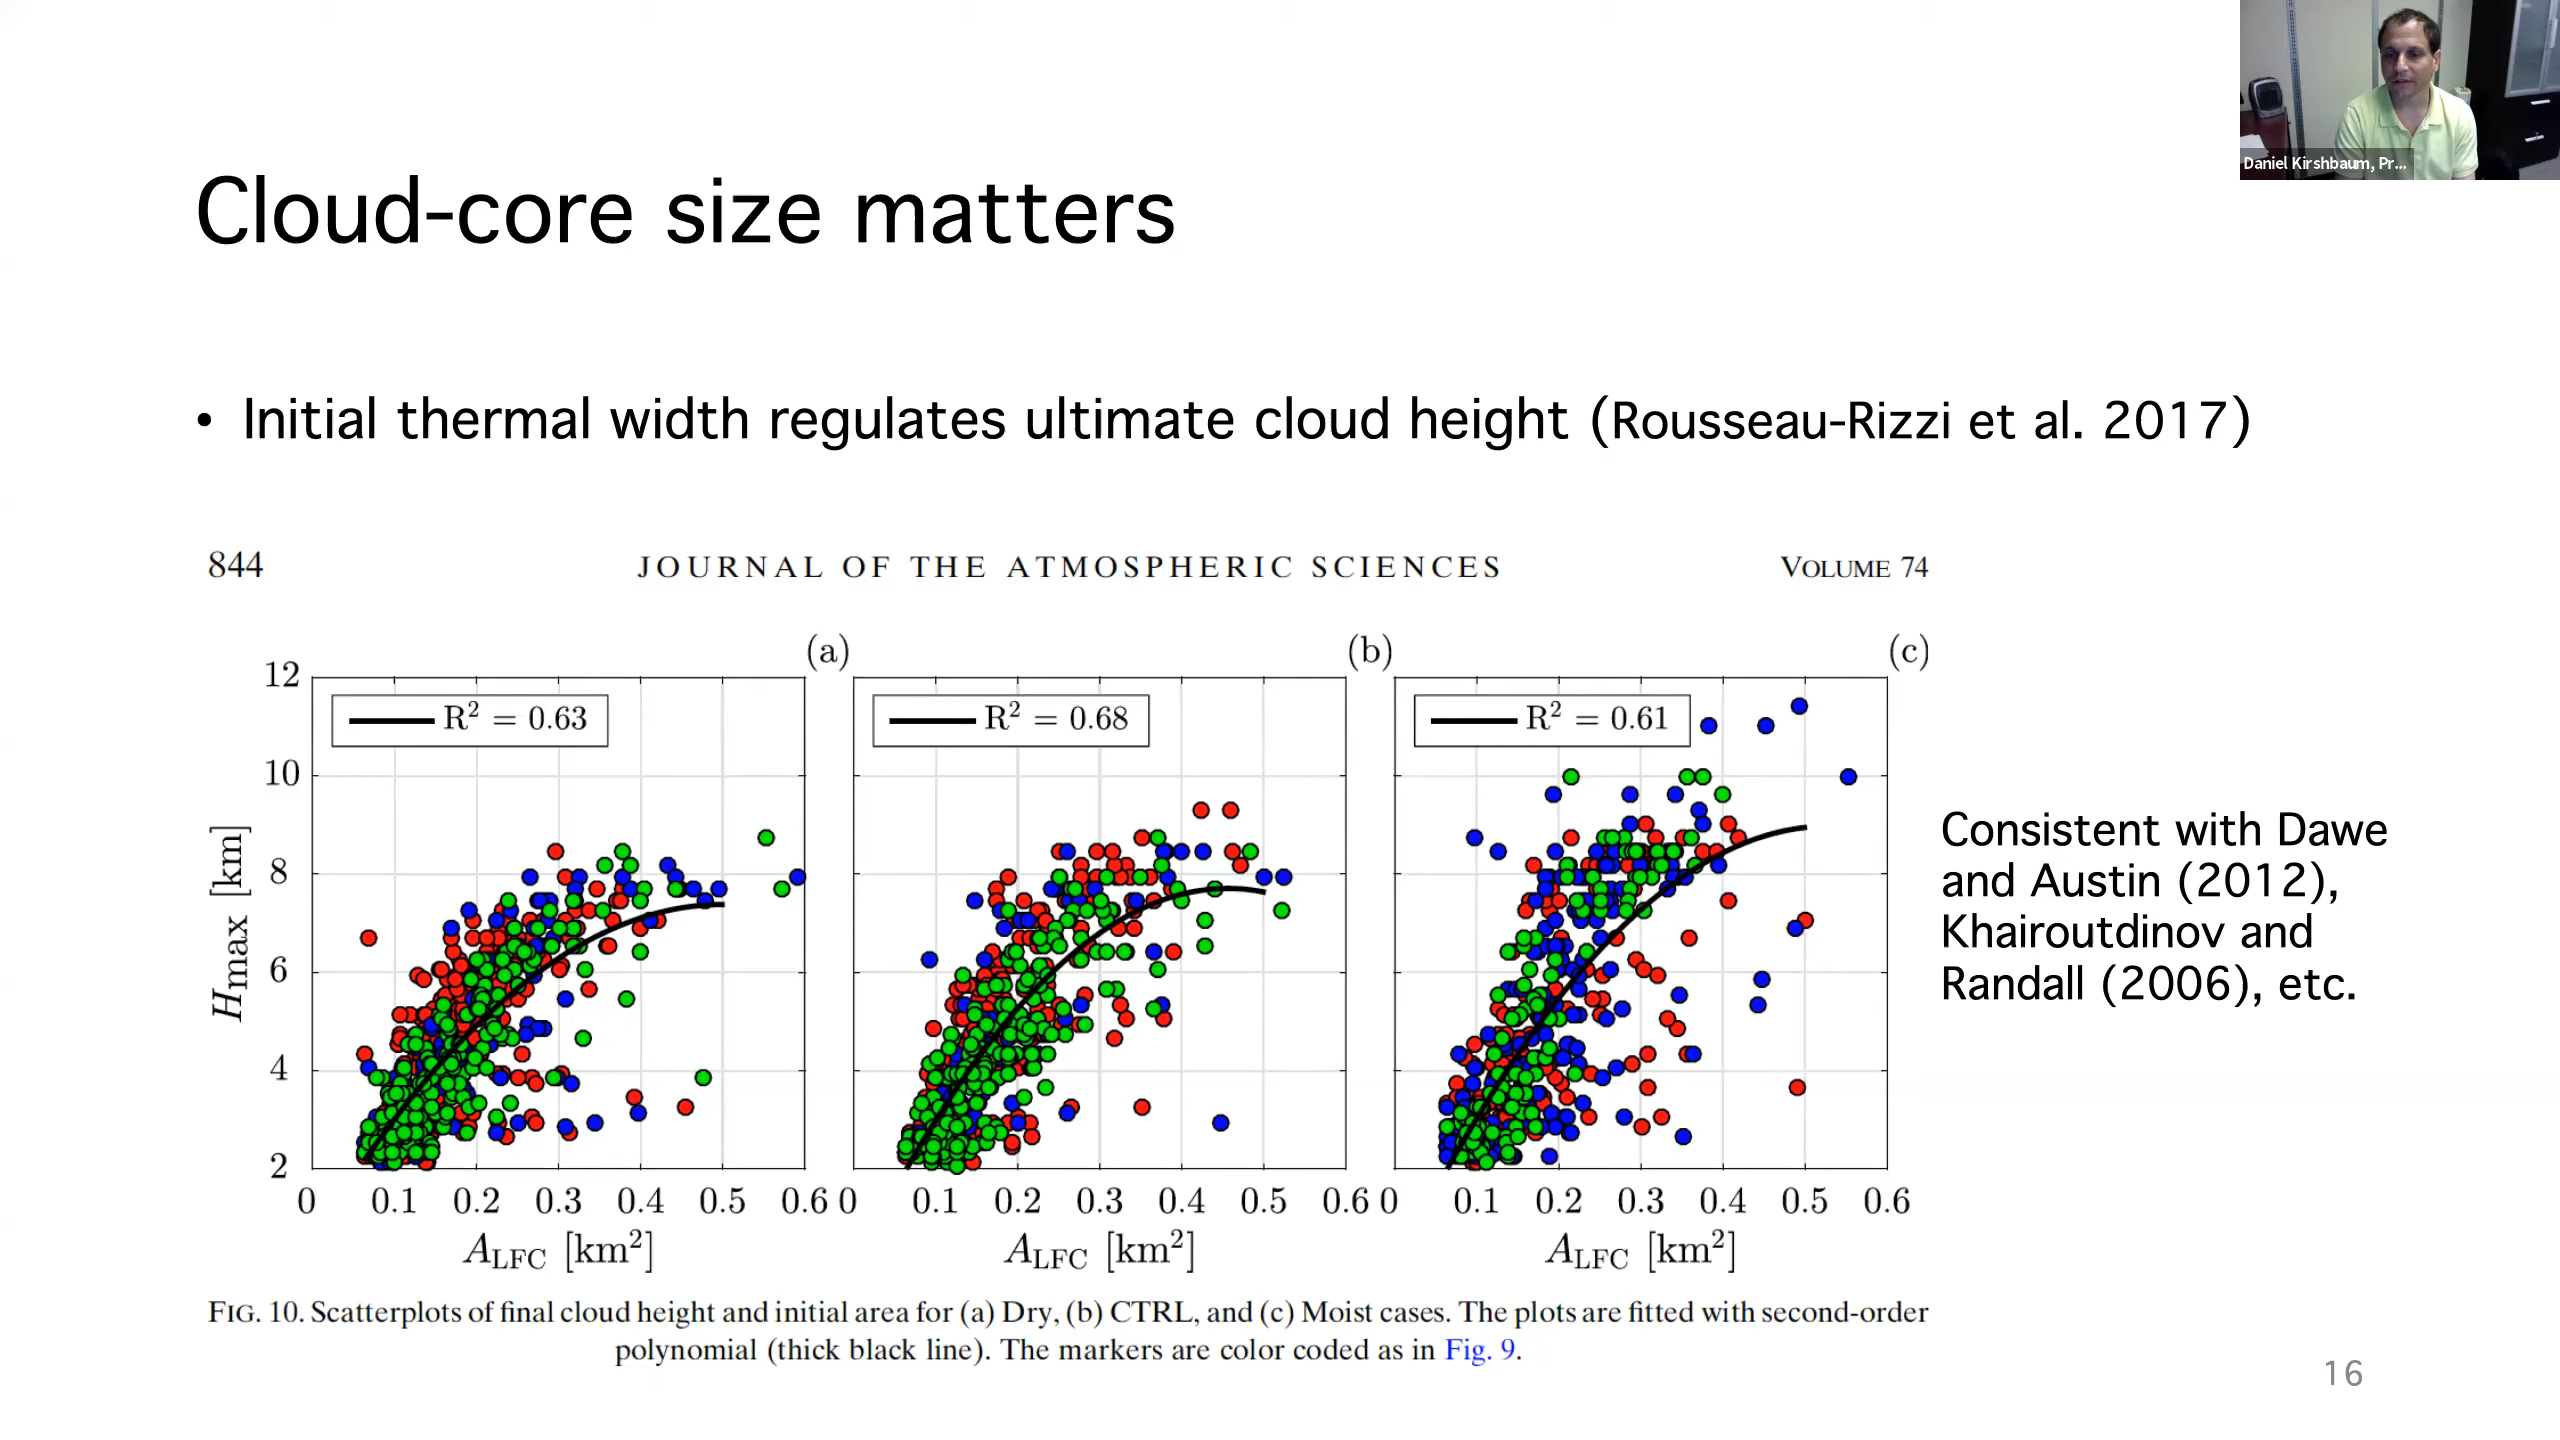 Daniel Kirshbaum, Pr...
Cloud-core size matters
• Initial thermal width regulates ultimate cloud height (Rousseau-Rizzi et al. 2017)
844 JOURNAL OF THE ATMOSPHERIC SCIENCES VOLUME 74
(a) (b) (c)
R² = 0.63 R² = 0.68 R² = 0.61
12
10
8
6
4
2
Hmax [km]
0 0.1 0.2 0.3 0.4 0.5 0.6 0 0.1 0.2 0.3 0.4 0.5 0.6 0 0.1 0.2 0.3 0.4 0.5 0.6
ALFC [km²] ALFC [km²] ALFC [km²]
Consistent with Dawe
and Austin (2012),
Khairoutdinov and
Randall (2006), etc.
FIG. 10. Scatterplots of final cloud height and initial area for (a) Dry, (b) CTRL, and (c) Moist cases. The plots are fitted with second-order
polynomial (thick black line). The markers are color coded as in Fig. 9.
16